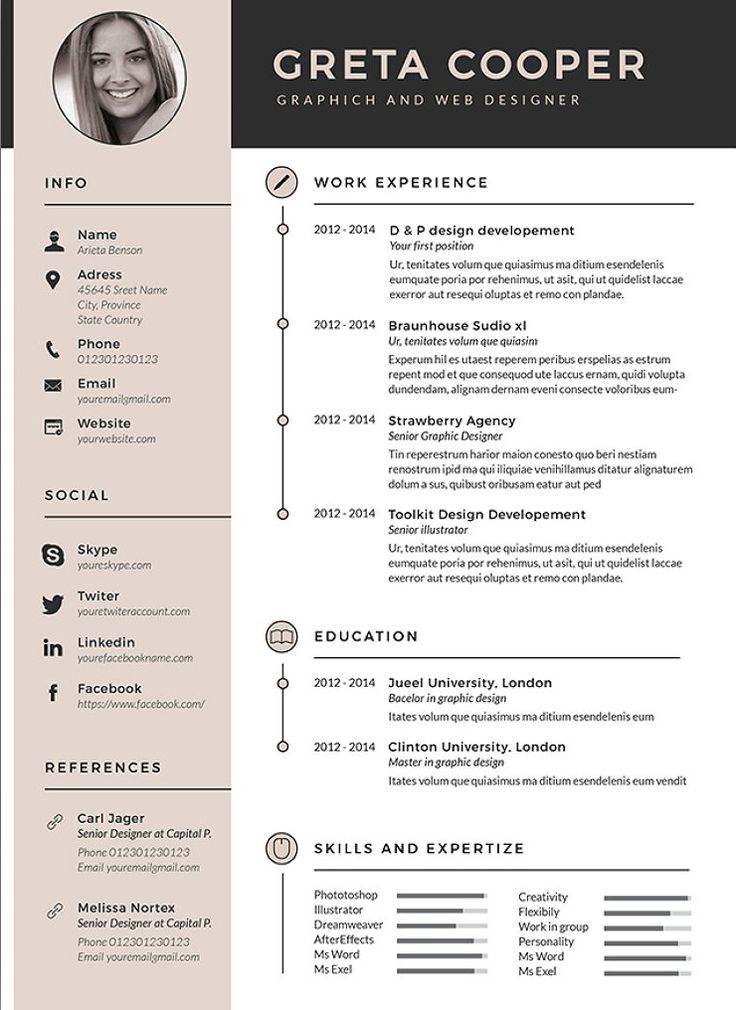 GRETA COOPER
GRAPHICH AND WEB DESIGNER
INFO
Name
Arieta Benson
Adress
45645 Sreet Name
City, Province
State Country
Phone
012301230123
Email
youremailgmail.com
Website
yourwebsite.com
SOCIAL
Skype
youreskype.com
Twiter
youretwiteraccount.com
Linkedin
yourefacebookname.com
Facebook
https://www.facebook.com/
REFERENCES
Carl Jager
Senior Designer at Capital P.
Phone 012301230123
Email youremailgmail.com
Melissa Nortex
Senior Designer at Capital P.
Phone 012301230123
Email youremailgmail.com
WORK EXPERIENCE
2012 - 2014 D & P design developement
Your first position
Ur, tenitates volum que quiasimus ma ditium esendelenis
eumquate poria por rehenimus, ut asit, qui ut quidelist laccae
exerror aut resequi oluptas et remo con plandae.
2012 - 2014 Braunhouse Sudio xl
Ur, tenitates volum que quiasim
Experum hil es utaest reperem peribus erspelias as estrum
repent mod et que consequod ute laccus ernam, quidi volupta
dundendam, alignam dernam eveni consecte voloribus eum-
2012 - 2014 Strawberry Agency
Senior Graphic Designer
Tin reperestrum harior maion conesto quo beri nestiam
renostrum ipid ma qui iliquiae venihillamus ditatur alignaturem
dolum a sus, quibust oribusam eatur aut ped
2012 - 2014 Toolkit Design Developement
Senior illustrator
Ur, tenitates volum que quiasimus ma ditium esendelenis
eumquate poria por rehenimus, ut asit, qui ut quidelist laccae
exerror aut resequi oluptas et remo con plandae.
EDUCATION
2012 - 2014 Jueel University, London
Bacelor in graphic design
Itates volum que quiasimus ma ditium esendelenis eum
2012 - 2014 Clinton University, London
Master in graphic design
Itates volum que quiasimus ma ditium esendelenis eum vendit
SKILLS AND EXPERTIZE
Phototoshop
Illustrator
Dreamweaver
AfterEffects
Ms Word
Ms Exel
Creativity
Flexibily
Work in group
Personality
Ms Word
Ms Exel